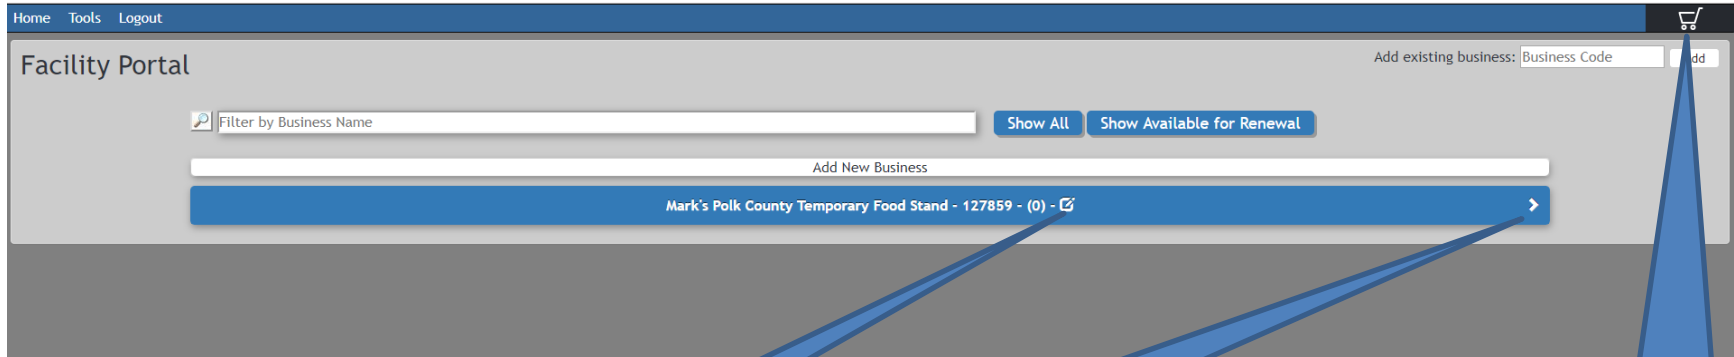 Home Tools Logout
Facility Portal
Add existing business: Business Code
Filter by Business Name Show All Show Available for Renewal
Add New Business
Mark's Polk County Temporary Food Stand - 127859 - (0) -